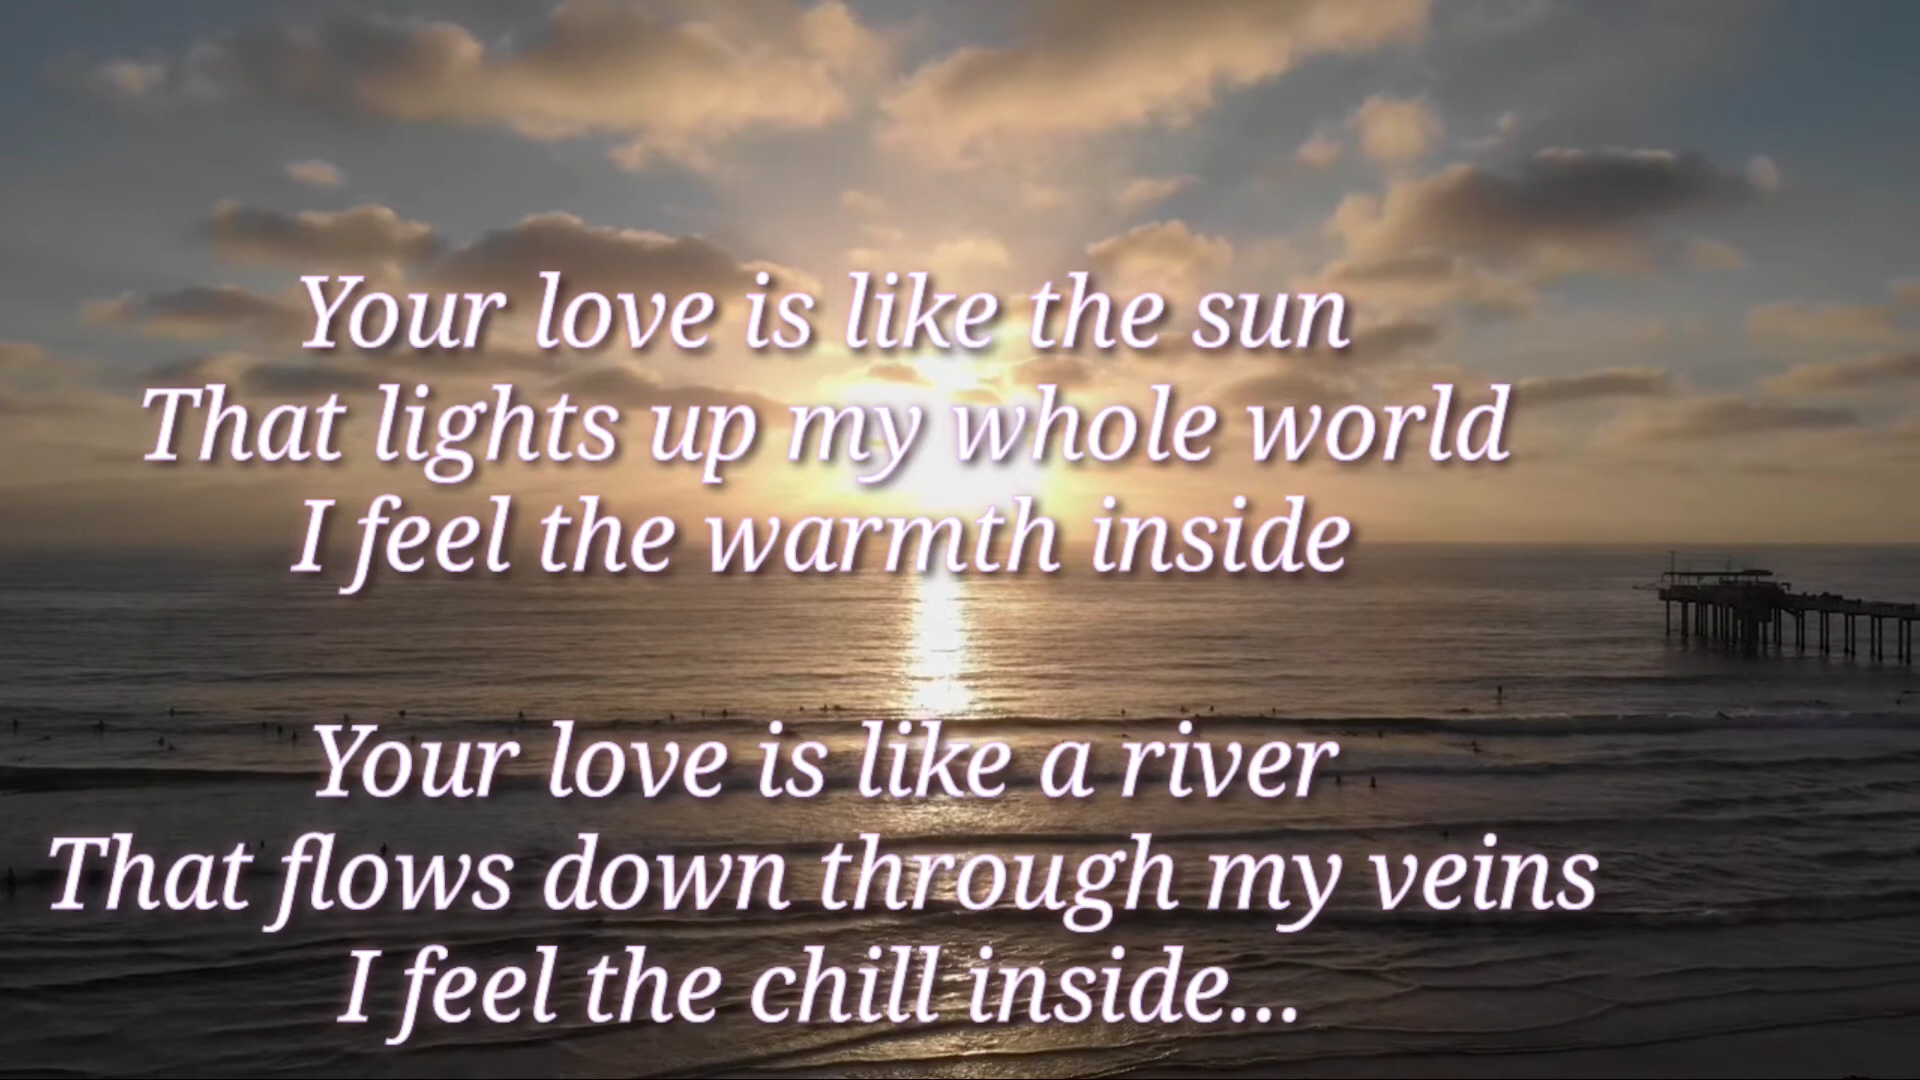 Your love is like the sun
That lights up my whole world
I feel the warmth inside
Your love is like a river
That flows down through my veins
I feel the chill inside...